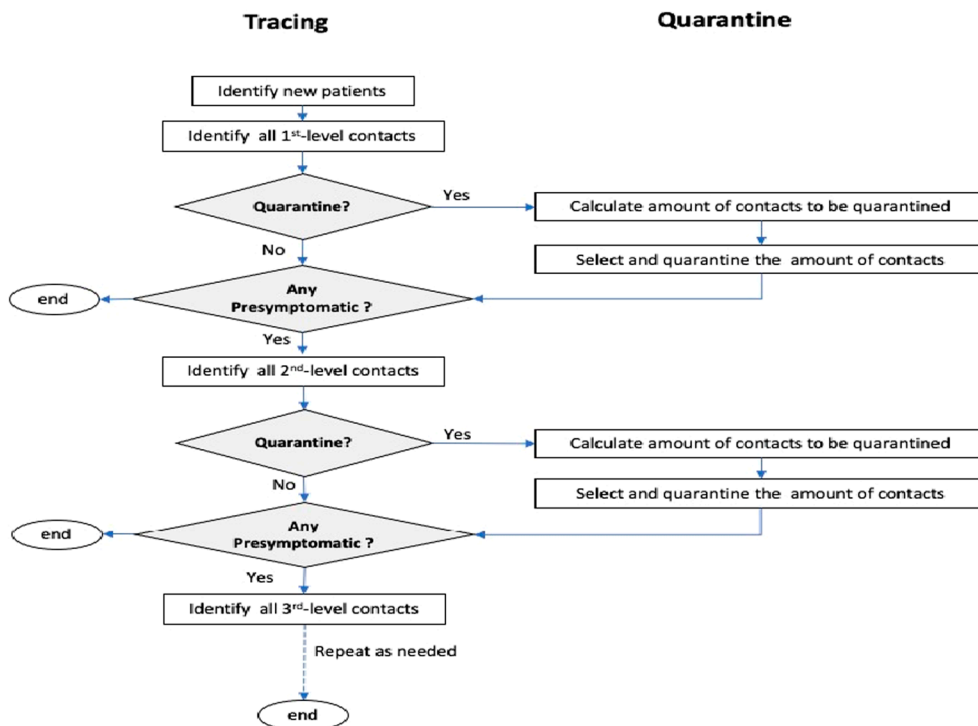 Tracing
Quarantine
Identify new patients
Identify all 1st-level contacts
Quarantine?
Yes
Calculate amount of contacts to be quarantined
No
Select and quarantine the amount of contacts
Any
Presymptomatic ?
end
Yes
Identify all 2nd-level contacts
Quarantine?
Yes
Calculate amount of contacts to be quarantined
No
Select and quarantine the amount of contacts
Any
Presymptomatic ?
end
Yes
Identify all 3rd-level contacts
Repeat as needed
end